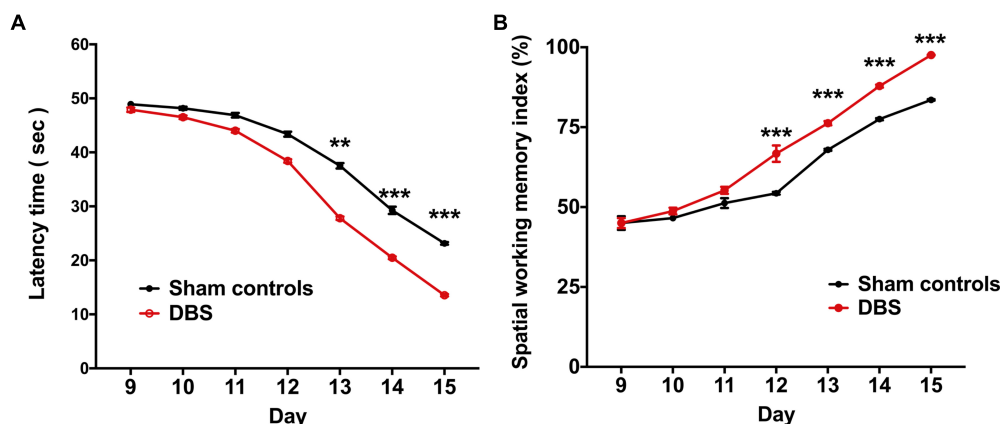 A
Latency time ( sec )
60
50
40
30
20
10
0
**
***
***
Sham controls
DBS
9 10 11 12 13 14 15
Day
B
Spatial working memory index (%)
100
75
50
25
0
***
***
***
***
Sham controls
DBS
9 10 11 12 13 14 15
Day